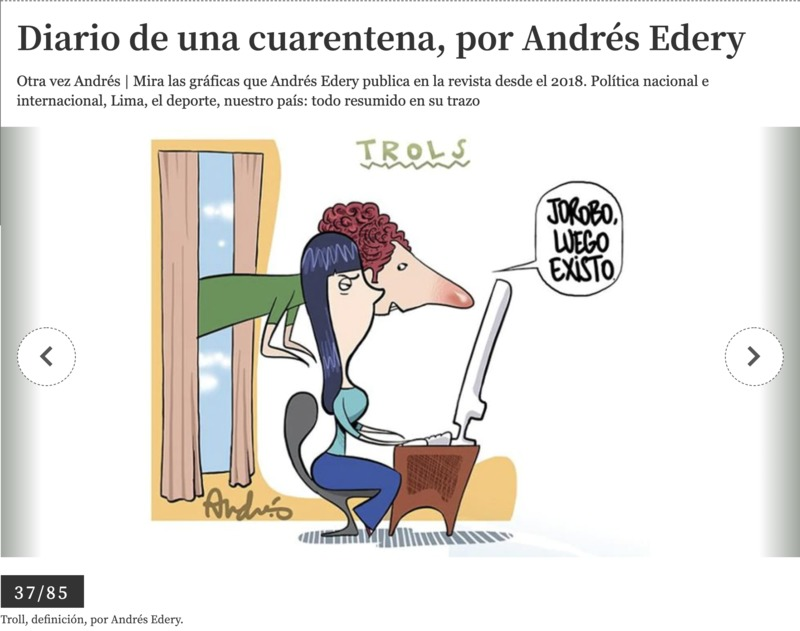 Diario de una cuarentena, por Andrés Edery
Otra vez Andrés | Mira las gráficas que Andrés Edery publica en la revista desde el 2018. Política nacional e
internacional, Lima, el deporte, nuestro país: todo resumido en su trazo
TROLS
JOROBO,
LUEGO
EXISTO
Andrés
37/85
Troll, definición, por Andrés Edery.